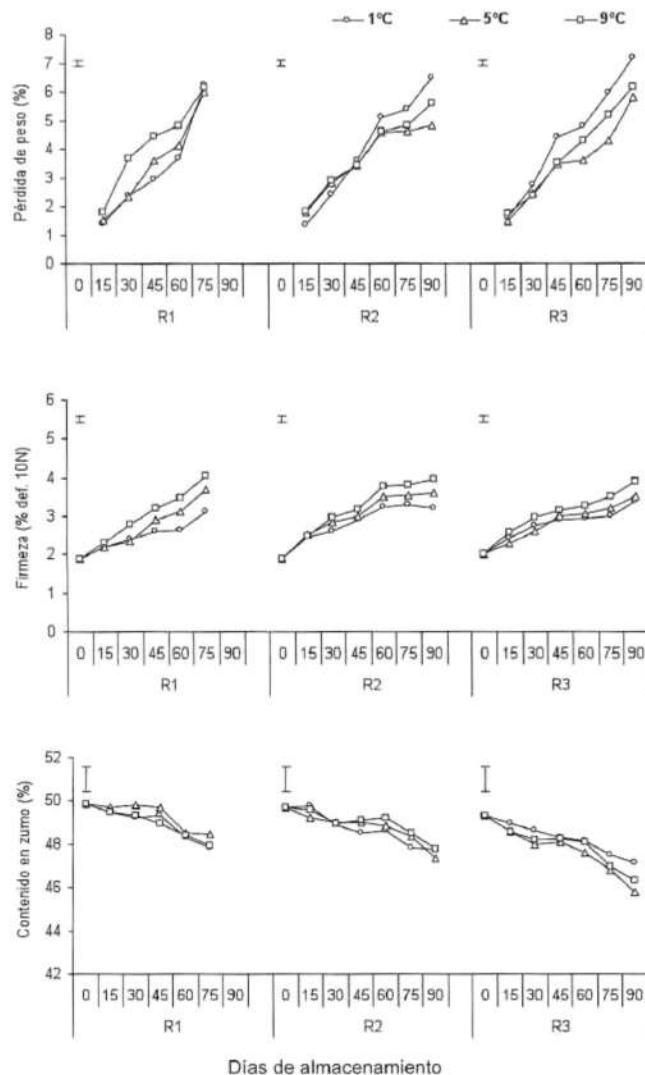 1ºC 5ºC 9ºC
Pérdida de peso (%)
8
7
6
5
4
3
2
1
0
0 15 30 45 60 75 90 0 15 30 45 60 75 90 0 15 30 45 60 75 90
R1 R2 R3
Firmeza (% def. 10N)
6
5
4
3
2
1
0
0 15 30 45 60 75 90 0 15 30 45 60 75 90 0 15 30 45 60 75 90
R1 R2 R3
Contenido en zumo (%)
52
50
48
46
44
42
0 15 30 45 60 75 90 0 15 30 45 60 75 90 0 15 30 45 60 75 90
R1 R2 R3
Días de almacenamiento